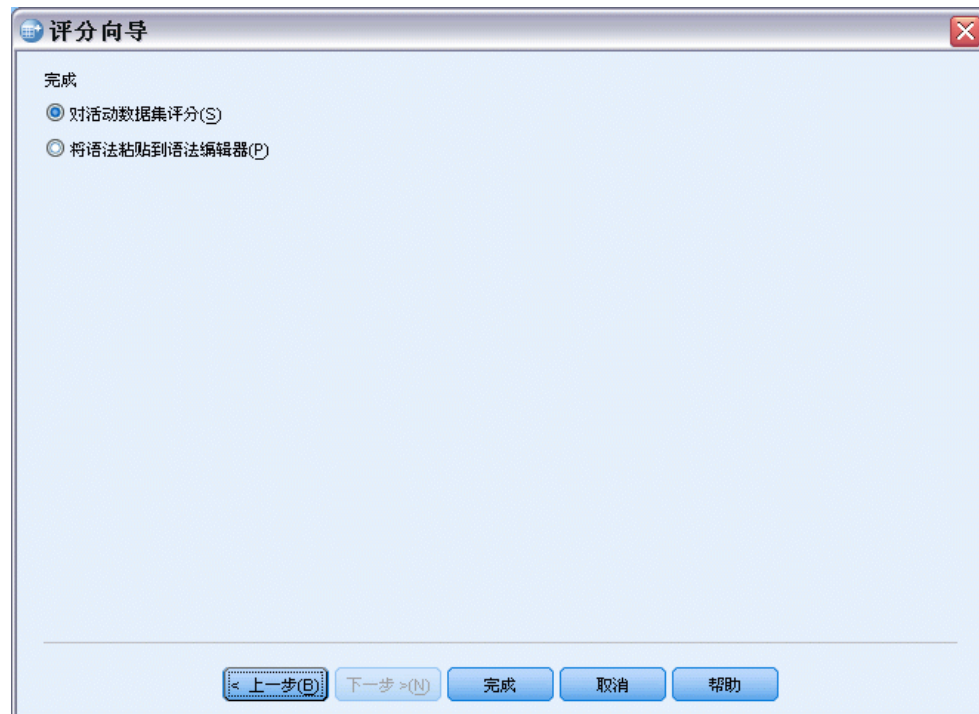 评分向导
完成
对活动数据集评分(S)
将语法粘贴到语法编辑器(P)
< 上一步(B) 下一步 >(N) 完成 取消 帮助